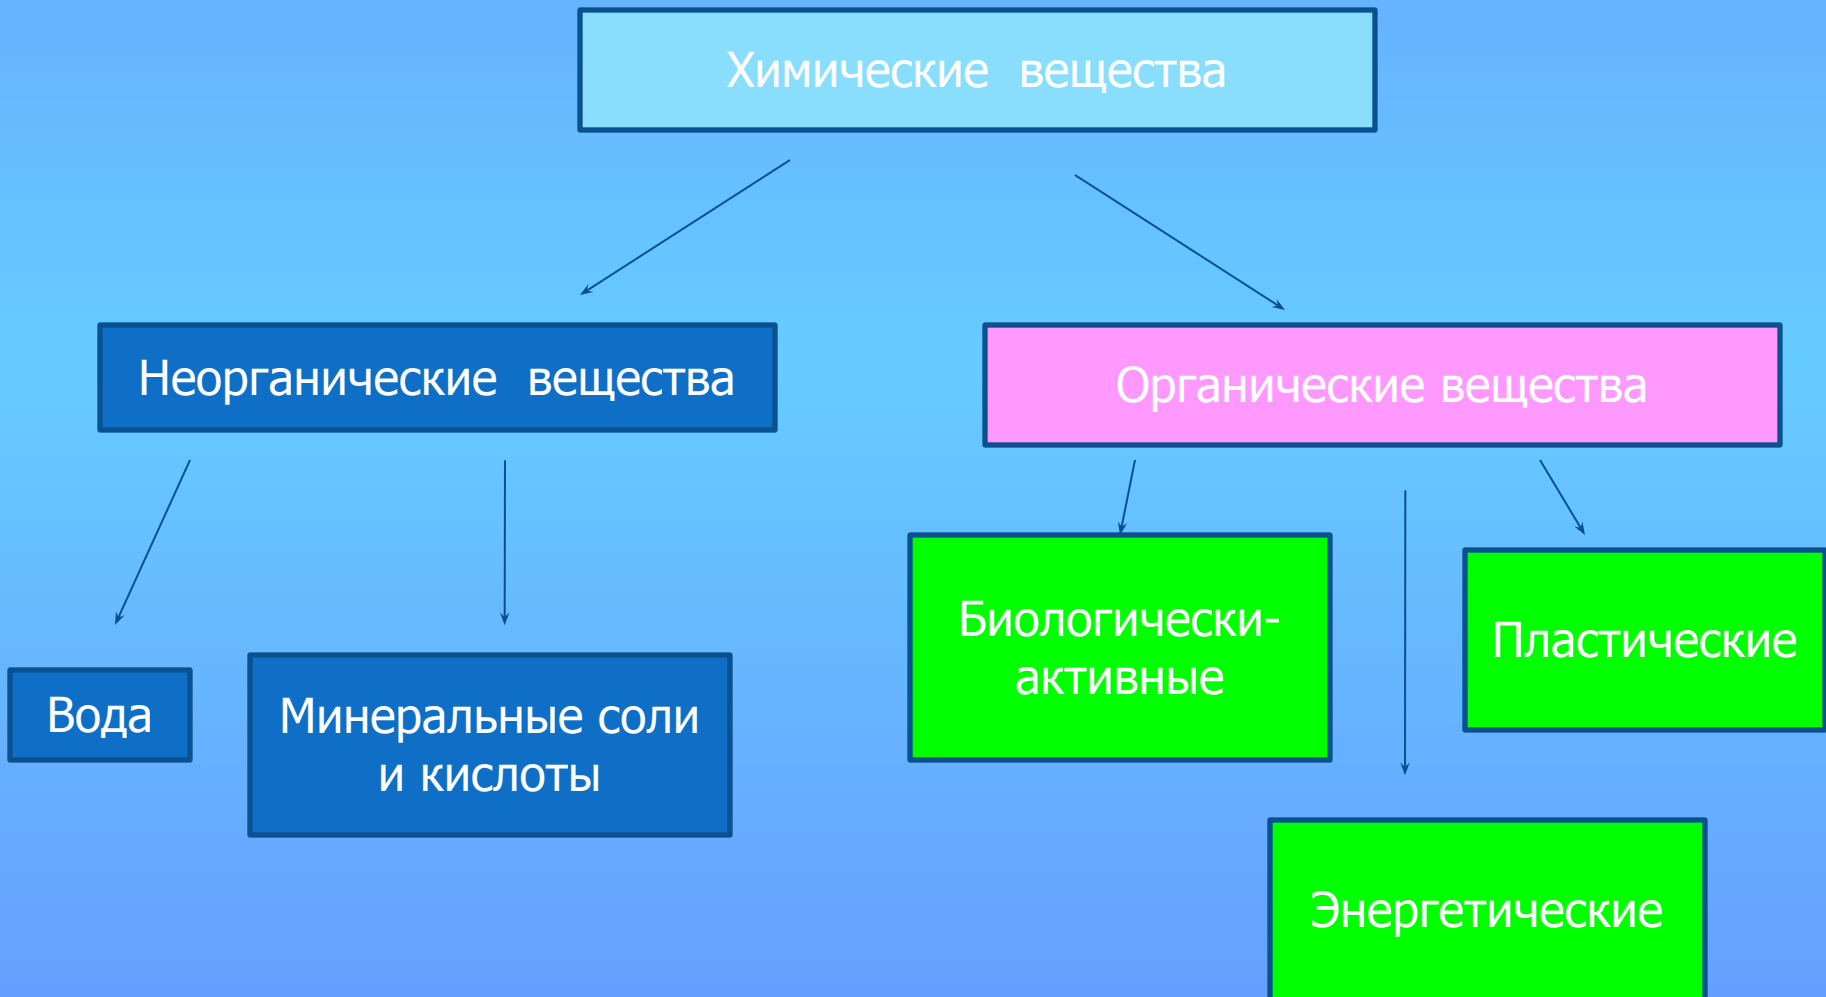 Химические вещества
Неорганические вещества
Органические вещества
Биологически-
активные
Пластические
Вода
Минеральные соли
и кислоты
Энергетические